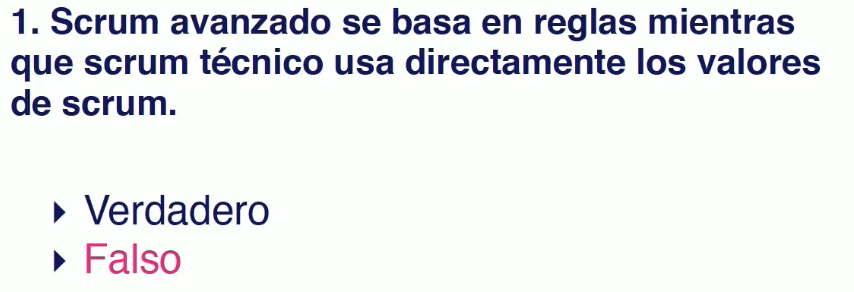 1. Scrum avanzado se basa en reglas mientras
que scrum técnico usa directamente los valores
de scrum.
Verdadero
Falso